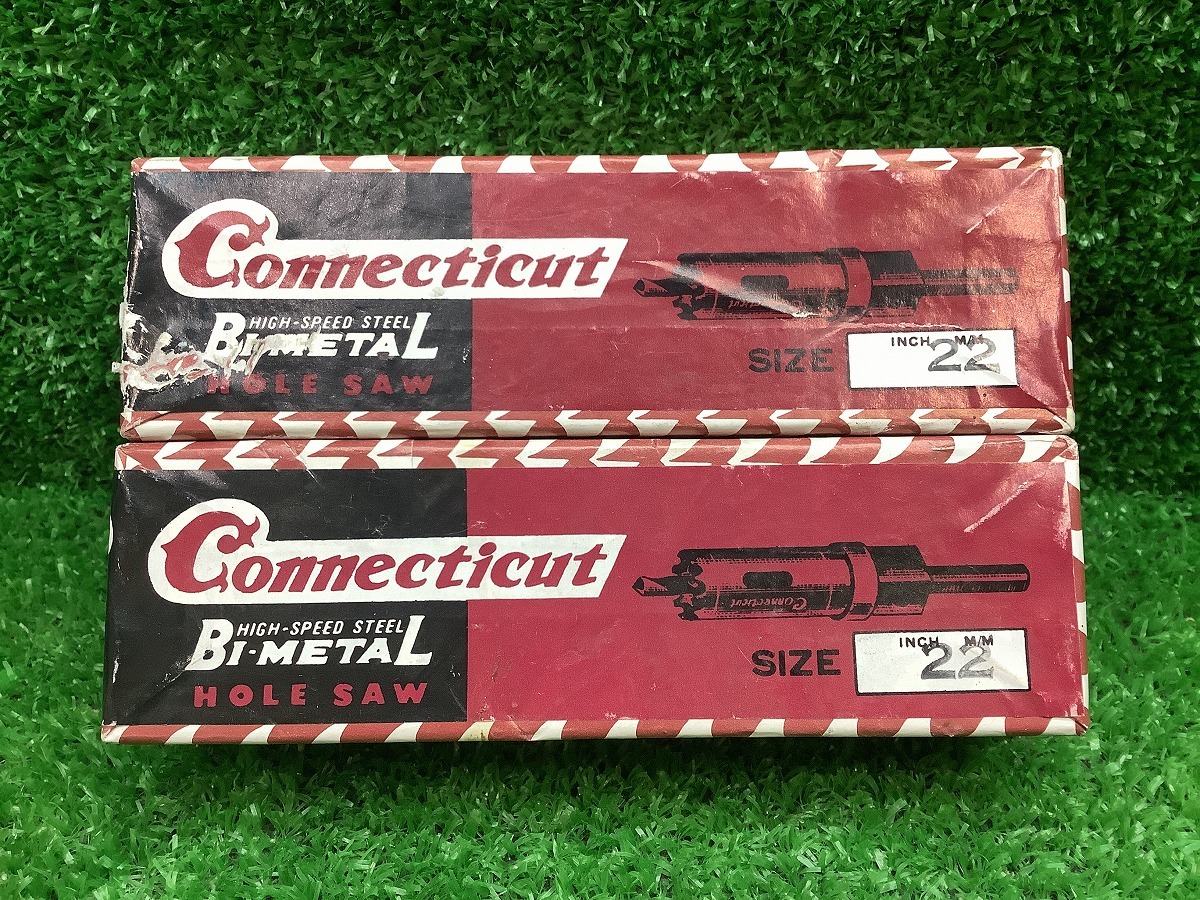 Connecticut
HIGH-SPEED STEEL
BI-METAL
HOLE SAW
SIZE
INCH M/M
22
Connecticut
HIGH-SPEED STEEL
BI-METAL
HOLE SAW
Connecticut
SIZE
INCH M/M
22